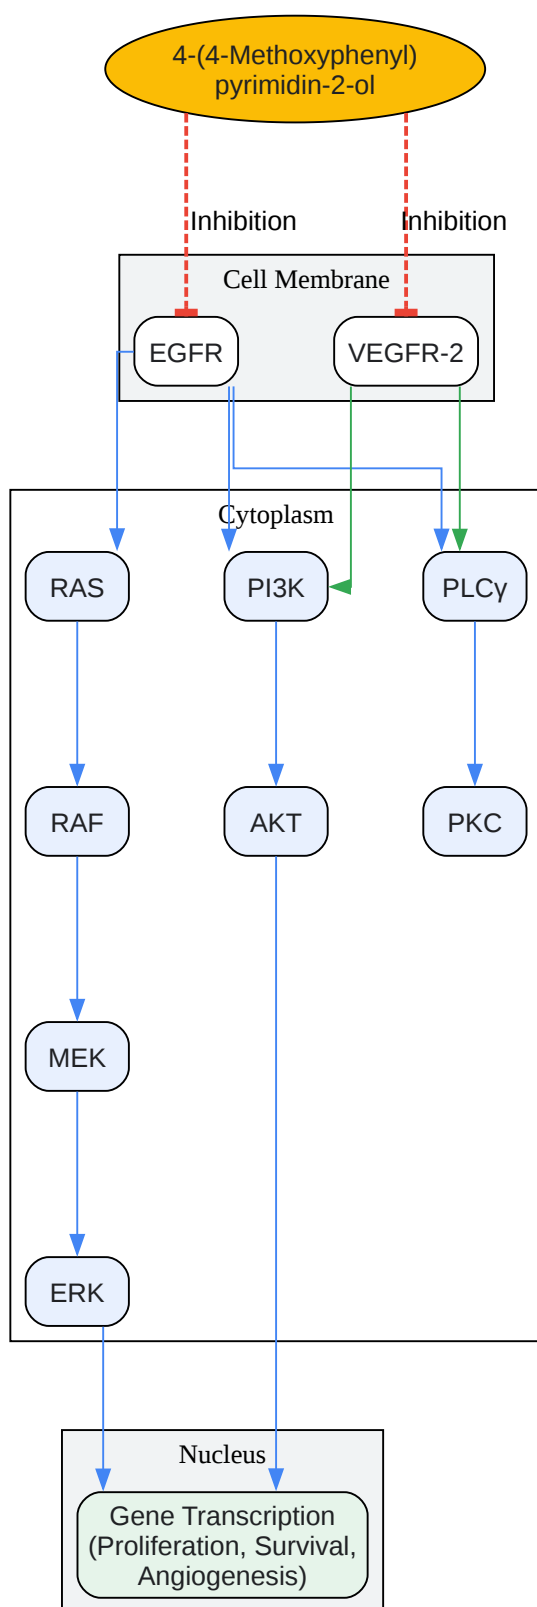 4-(4-Methoxyphenyl)
pyrimidin-2-ol
Inhibition
Inhibition
Cell Membrane
EGFR
VEGFR-2
Cytoplasm
RAS
PI3K
PLCγ
RAF
AKT
PKC
MEK
ERK
Nucleus
Gene Transcription
(Proliferation, Survival,
Angiogenesis)